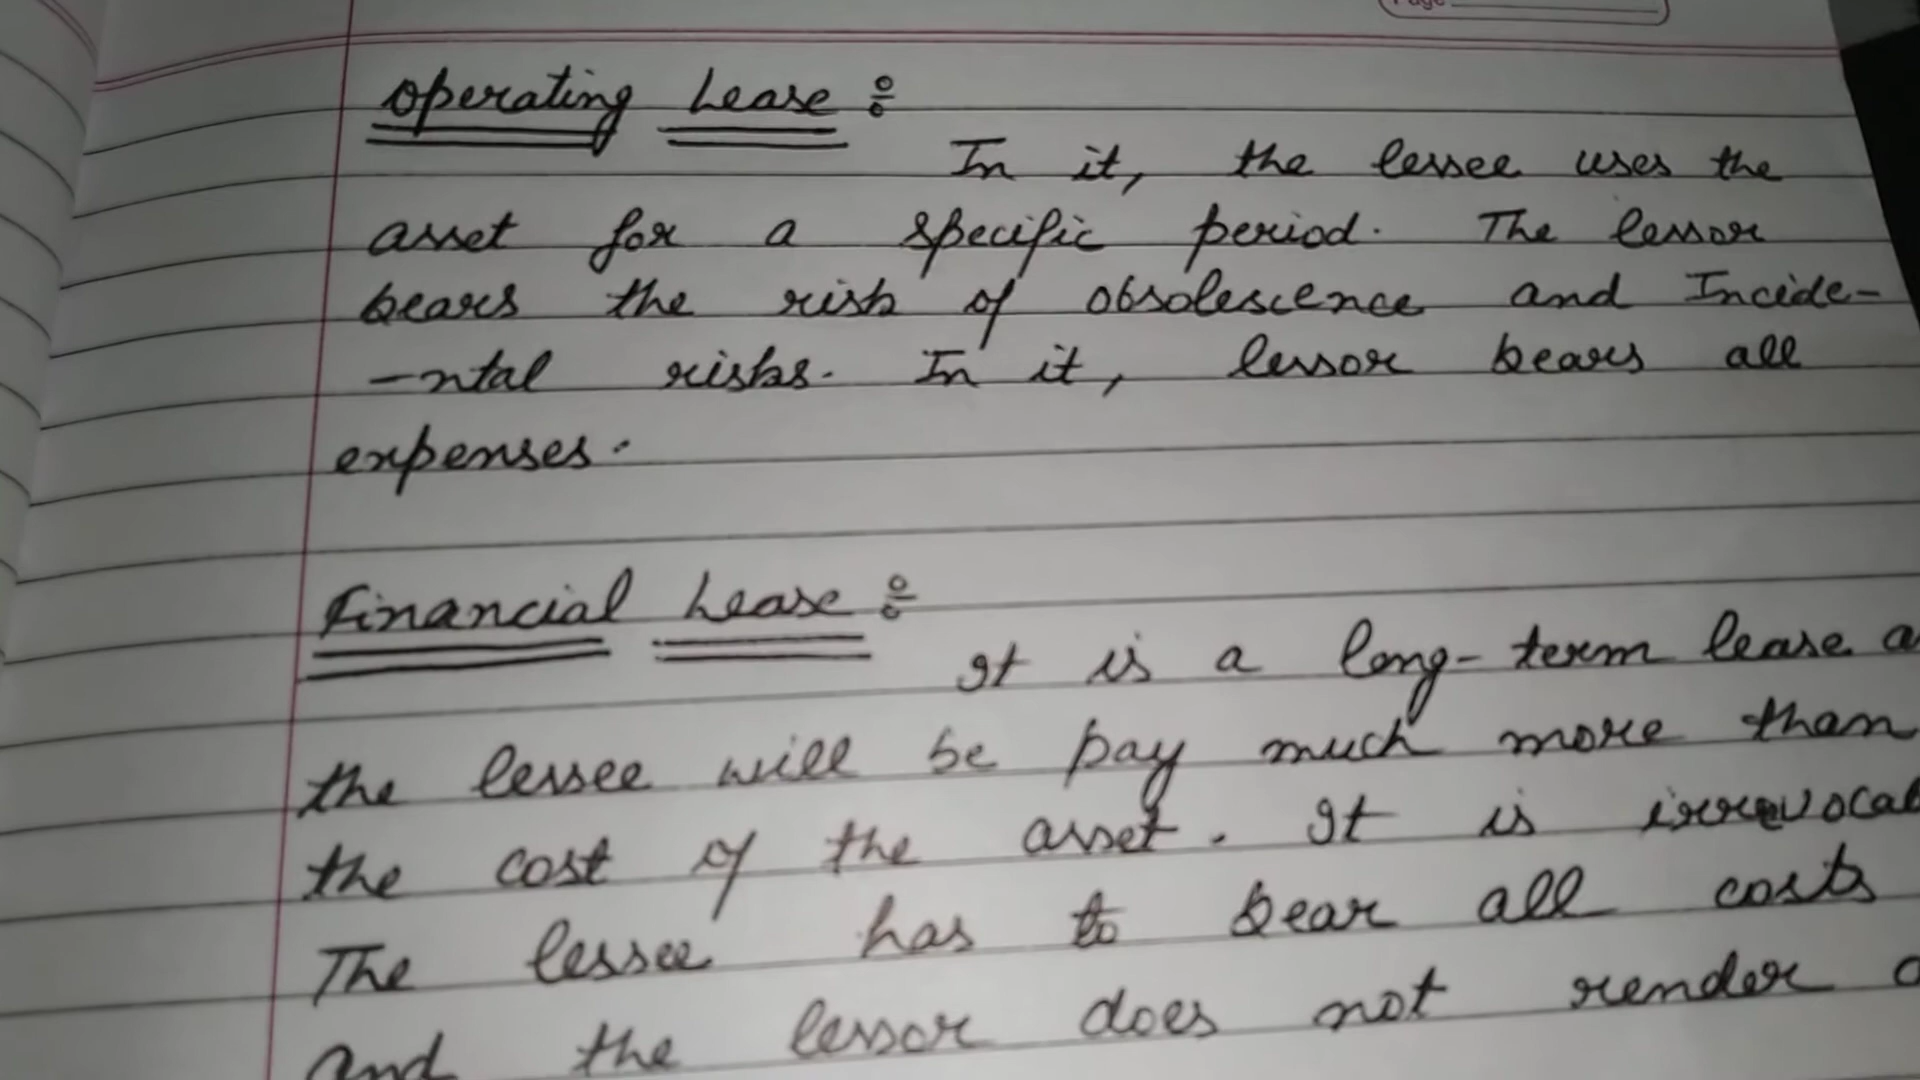 Page
Operating Lease :
In it, the lessee uses the
asset for a specific period. The lessor
bears the risk of obsolescence and Incide-
-ntal risks. In it, lessor bears all
expenses.
Financial Lease :
It is a long-term lease
the lessee will be pay much more than
the cost of the asset. It is
The lessee has to bear all costs
and the lessor does not render